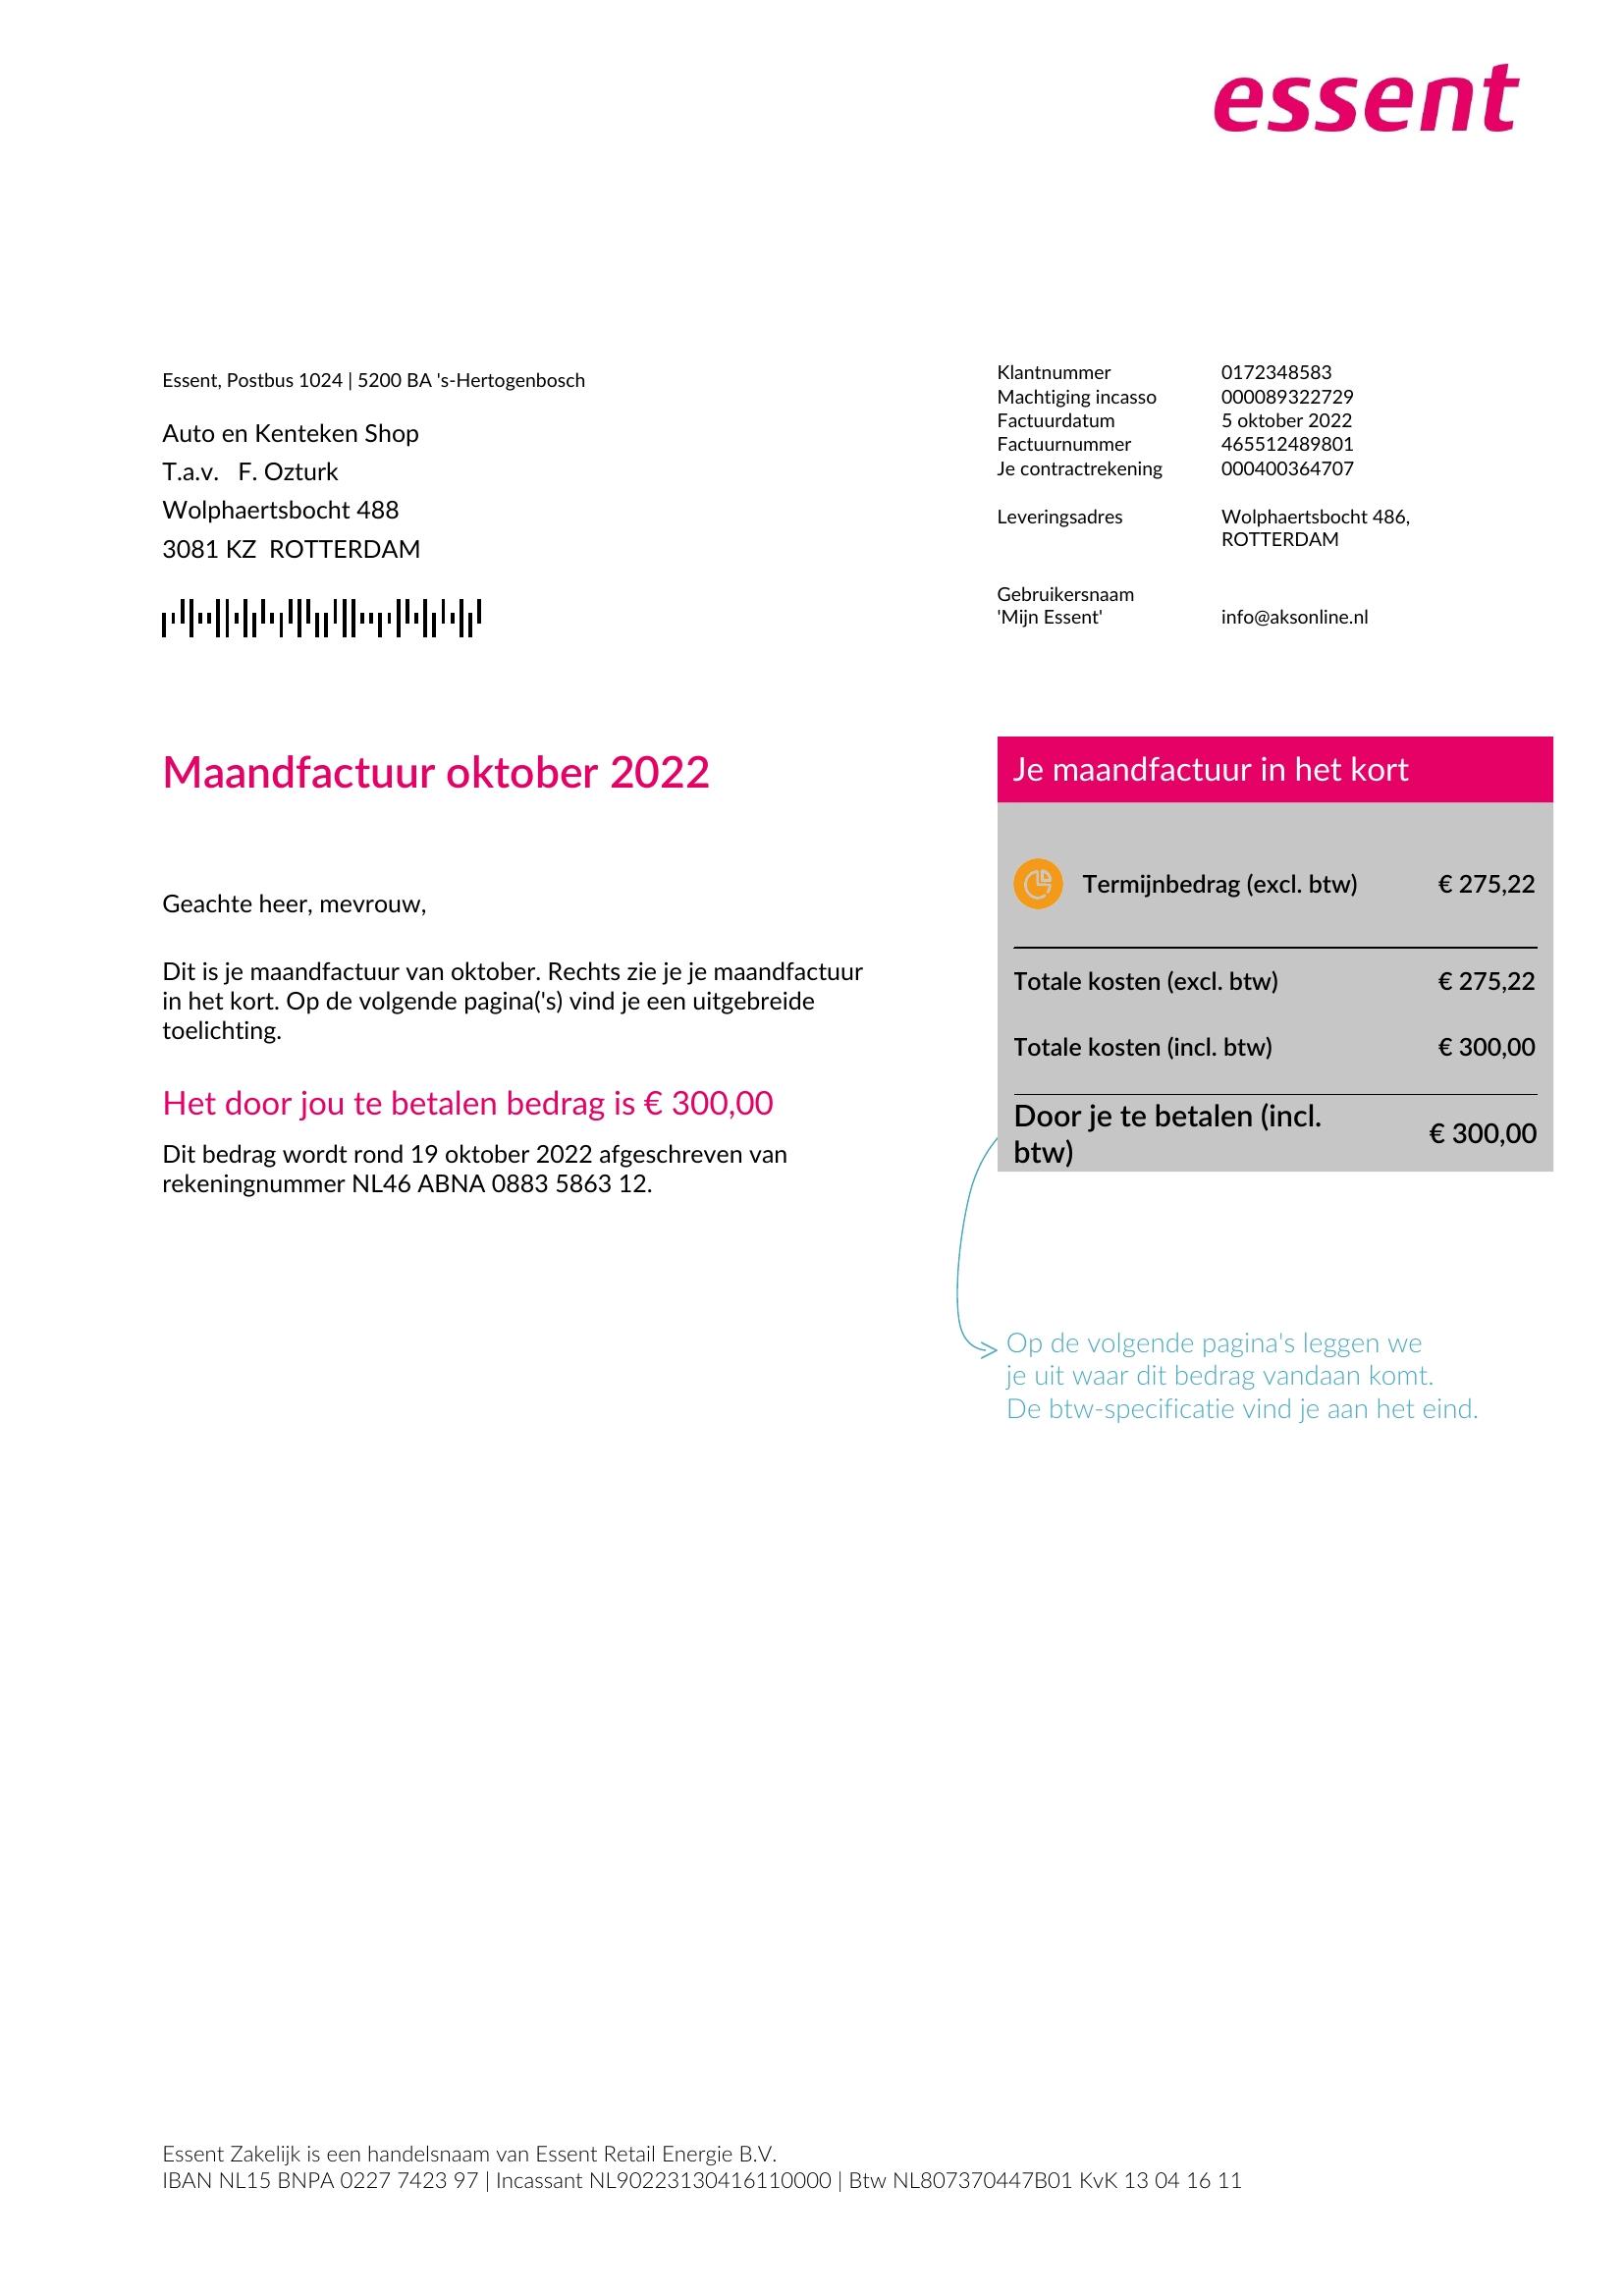 essent
Essent, Postbus 1024 | 5200 BA 's-Hertogenbosch
Auto en Kenteken Shop
T.a.v. F. Ozturk
Wolphaertsbocht 488
3081 KZ ROTTERDAM
Klantnummer 0172348583
Machtiging incasso 000089322729
Factuurdatum 5 oktober 2022
Factuurnummer 465512489801
Je contractrekening 000400364707
Leveringsadres Wolphaertsbocht 486,
ROTTERDAM
Gebruikersnaam
'Mijn Essent' info@aksonline.nl
Maandfactuur oktober 2022
Geachte heer, mevrouw,
Dit is je maandfactuur van oktober. Rechts zie je je maandfactuur
in het kort. Op de volgende pagina('s) vind je een uitgebreide
toelichting.
Het door jou te betalen bedrag is € 300,00
Dit bedrag wordt rond 19 oktober 2022 afgeschreven van
rekeningnummer NL46 ABNA 0883 5863 12.
Je maandfactuur in het kort
Termijnbedrag (excl. btw) € 275,22
Totale kosten (excl. btw) € 275,22
Totale kosten (incl. btw) € 300,00
Door je te betalen (incl.
btw) € 300,00
Op de volgende pagina's leggen we
je uit waar dit bedrag vandaan komt.
De btw-specificatie vind je aan het eind.
Essent Zakelijk is een handelsnaam van Essent Retail Energie B.V.
IBAN NL15 BNPA 0227 7423 97 | Incassant NL90223130416110000 | Btw NL807370447B01 KvK 13 04 16 11